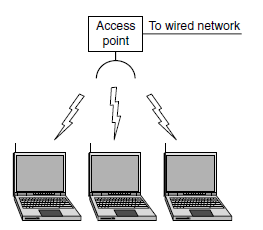 Access
point
To wired network